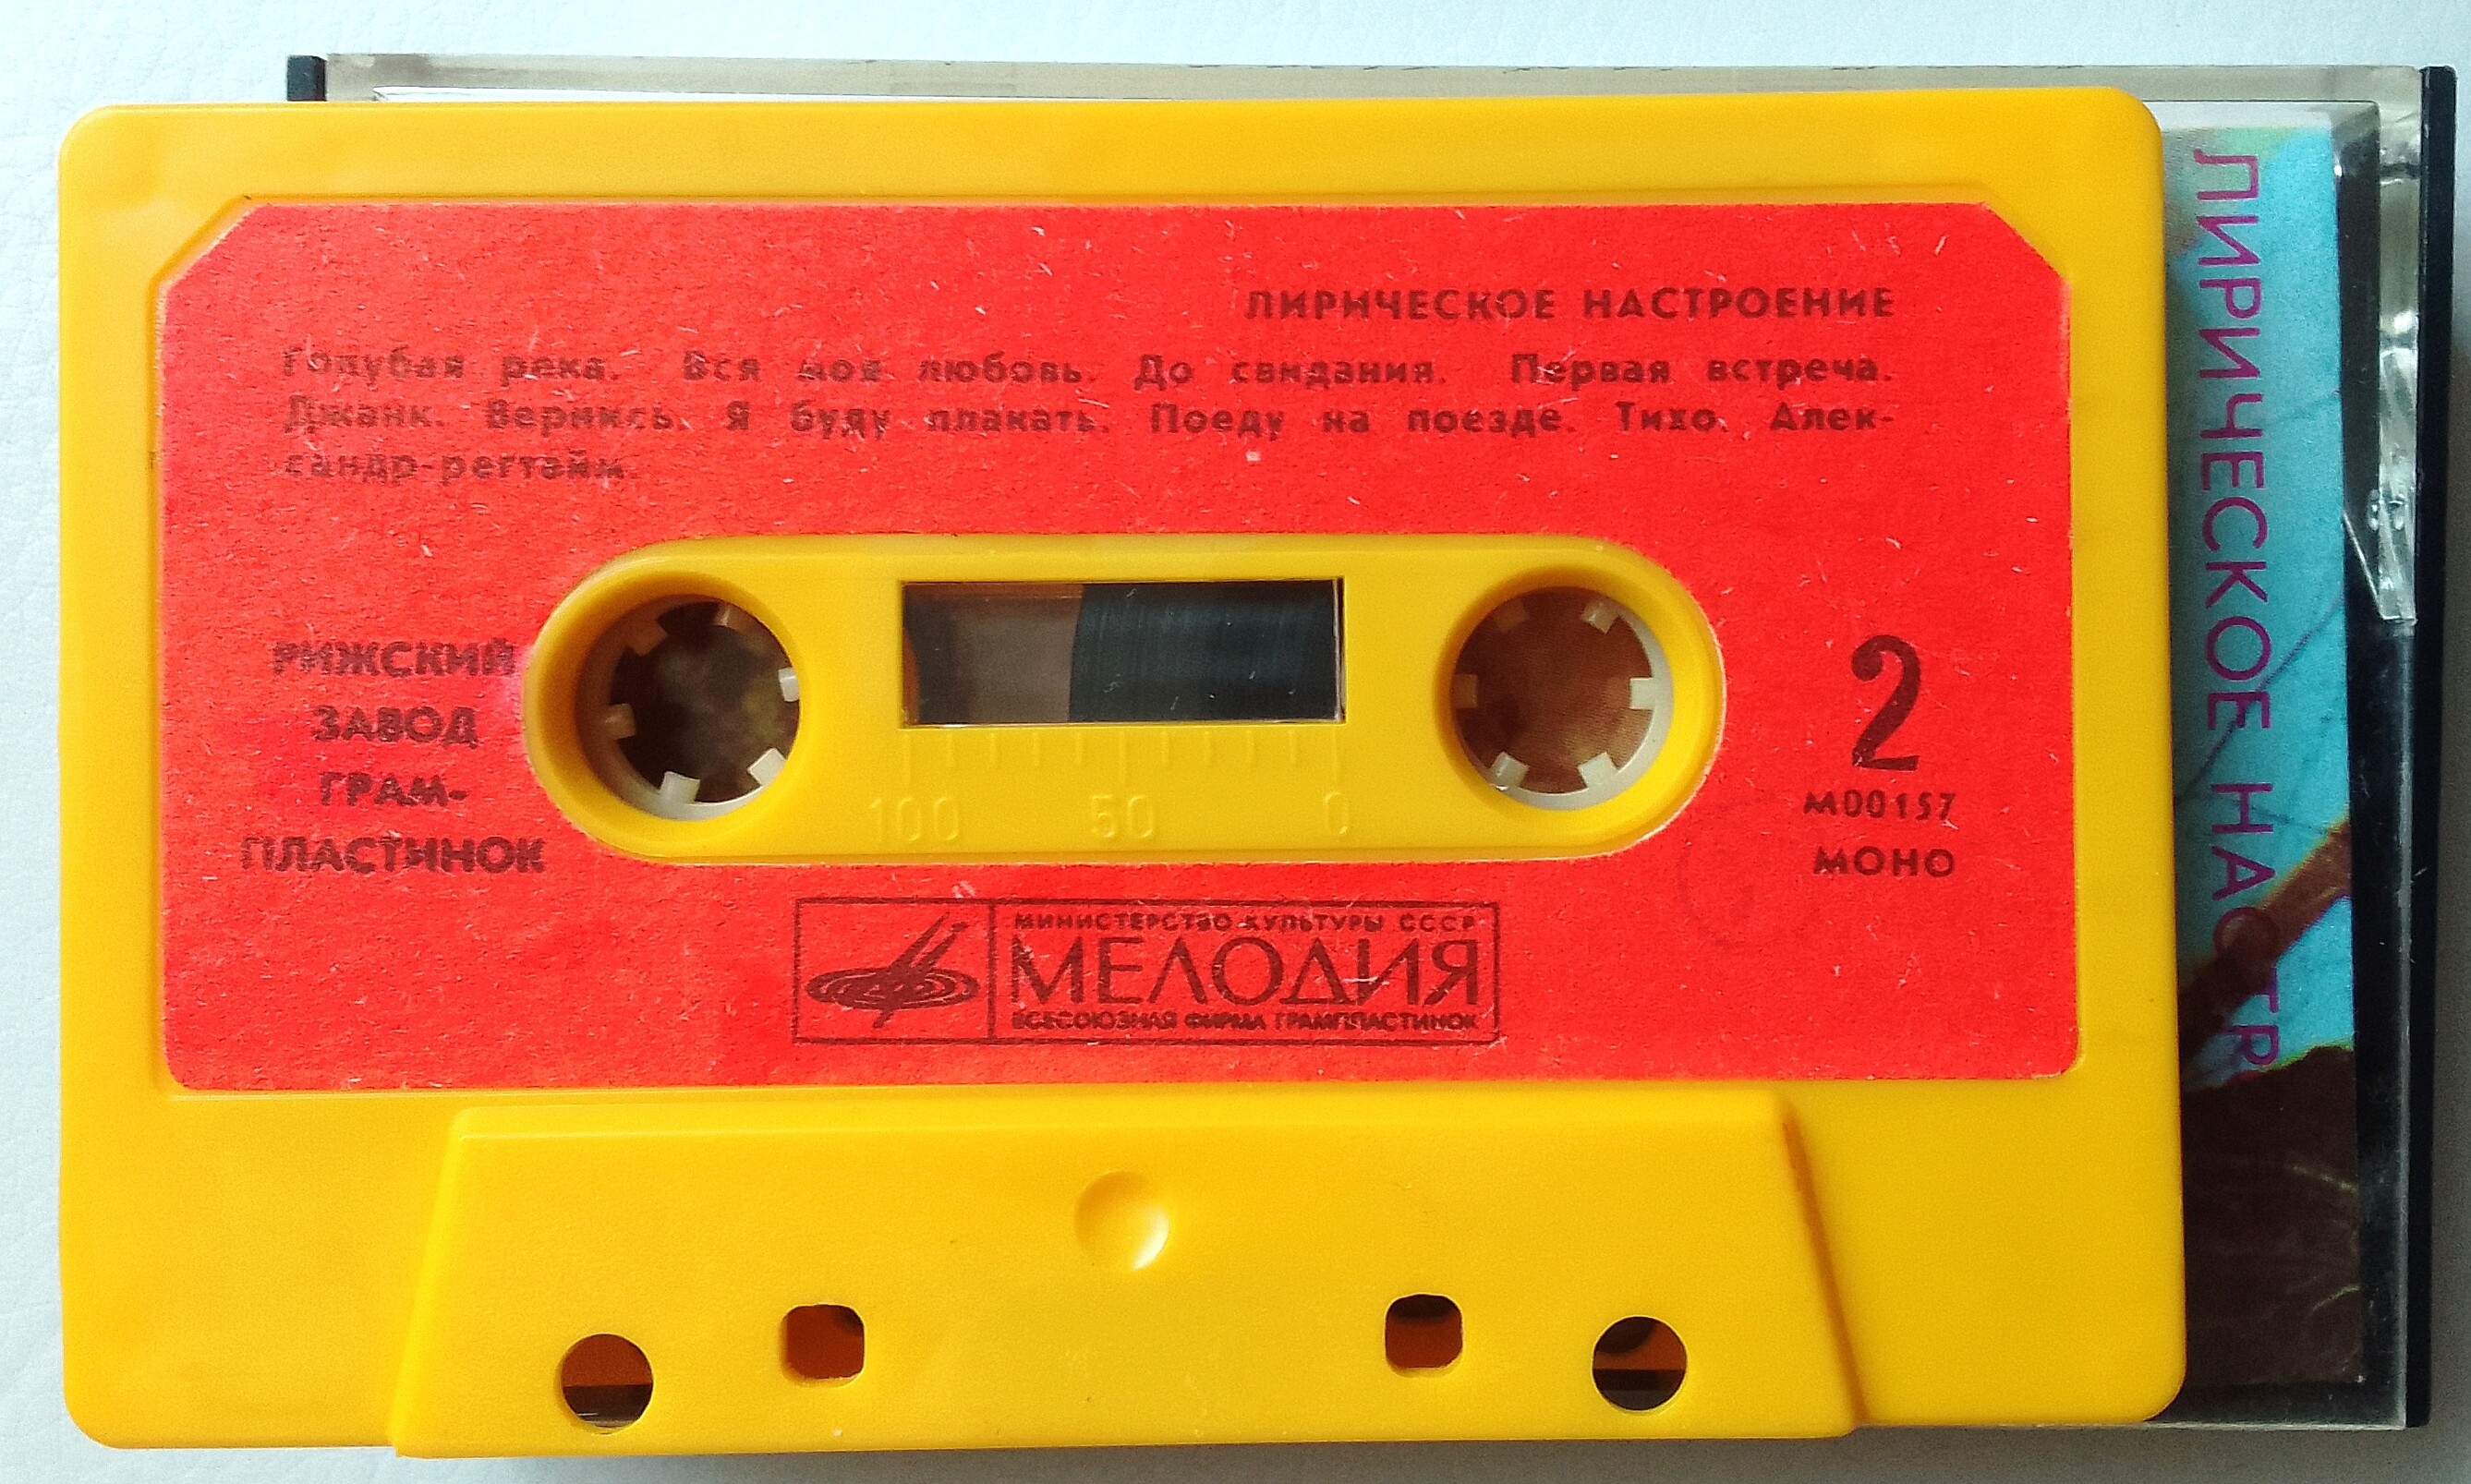 ЛИРИЧЕСКОЕ НАСТРОЕНИЕ
Голубая река. Вся моя любовь. До свидания. Первая встреча.
Джанк. Вернись. Я буду плакать. Поеду на поезде. Тихо. Алек-
сандр-регтайм.
РИЖСКИЙ
ЗАВОД
ГРАМ-
ПЛАСТИНОК
100 50 0
2
М00157
МОНО
МИНИСТЕРСТВО КУЛЬТУРЫ СССР
МЕЛОДИЯ
ВСЕСОЮЗНАЯ ФИРМА ГРАМПЛАСТИНОК
ЛИРИЧЕСКОЕ НАСТР